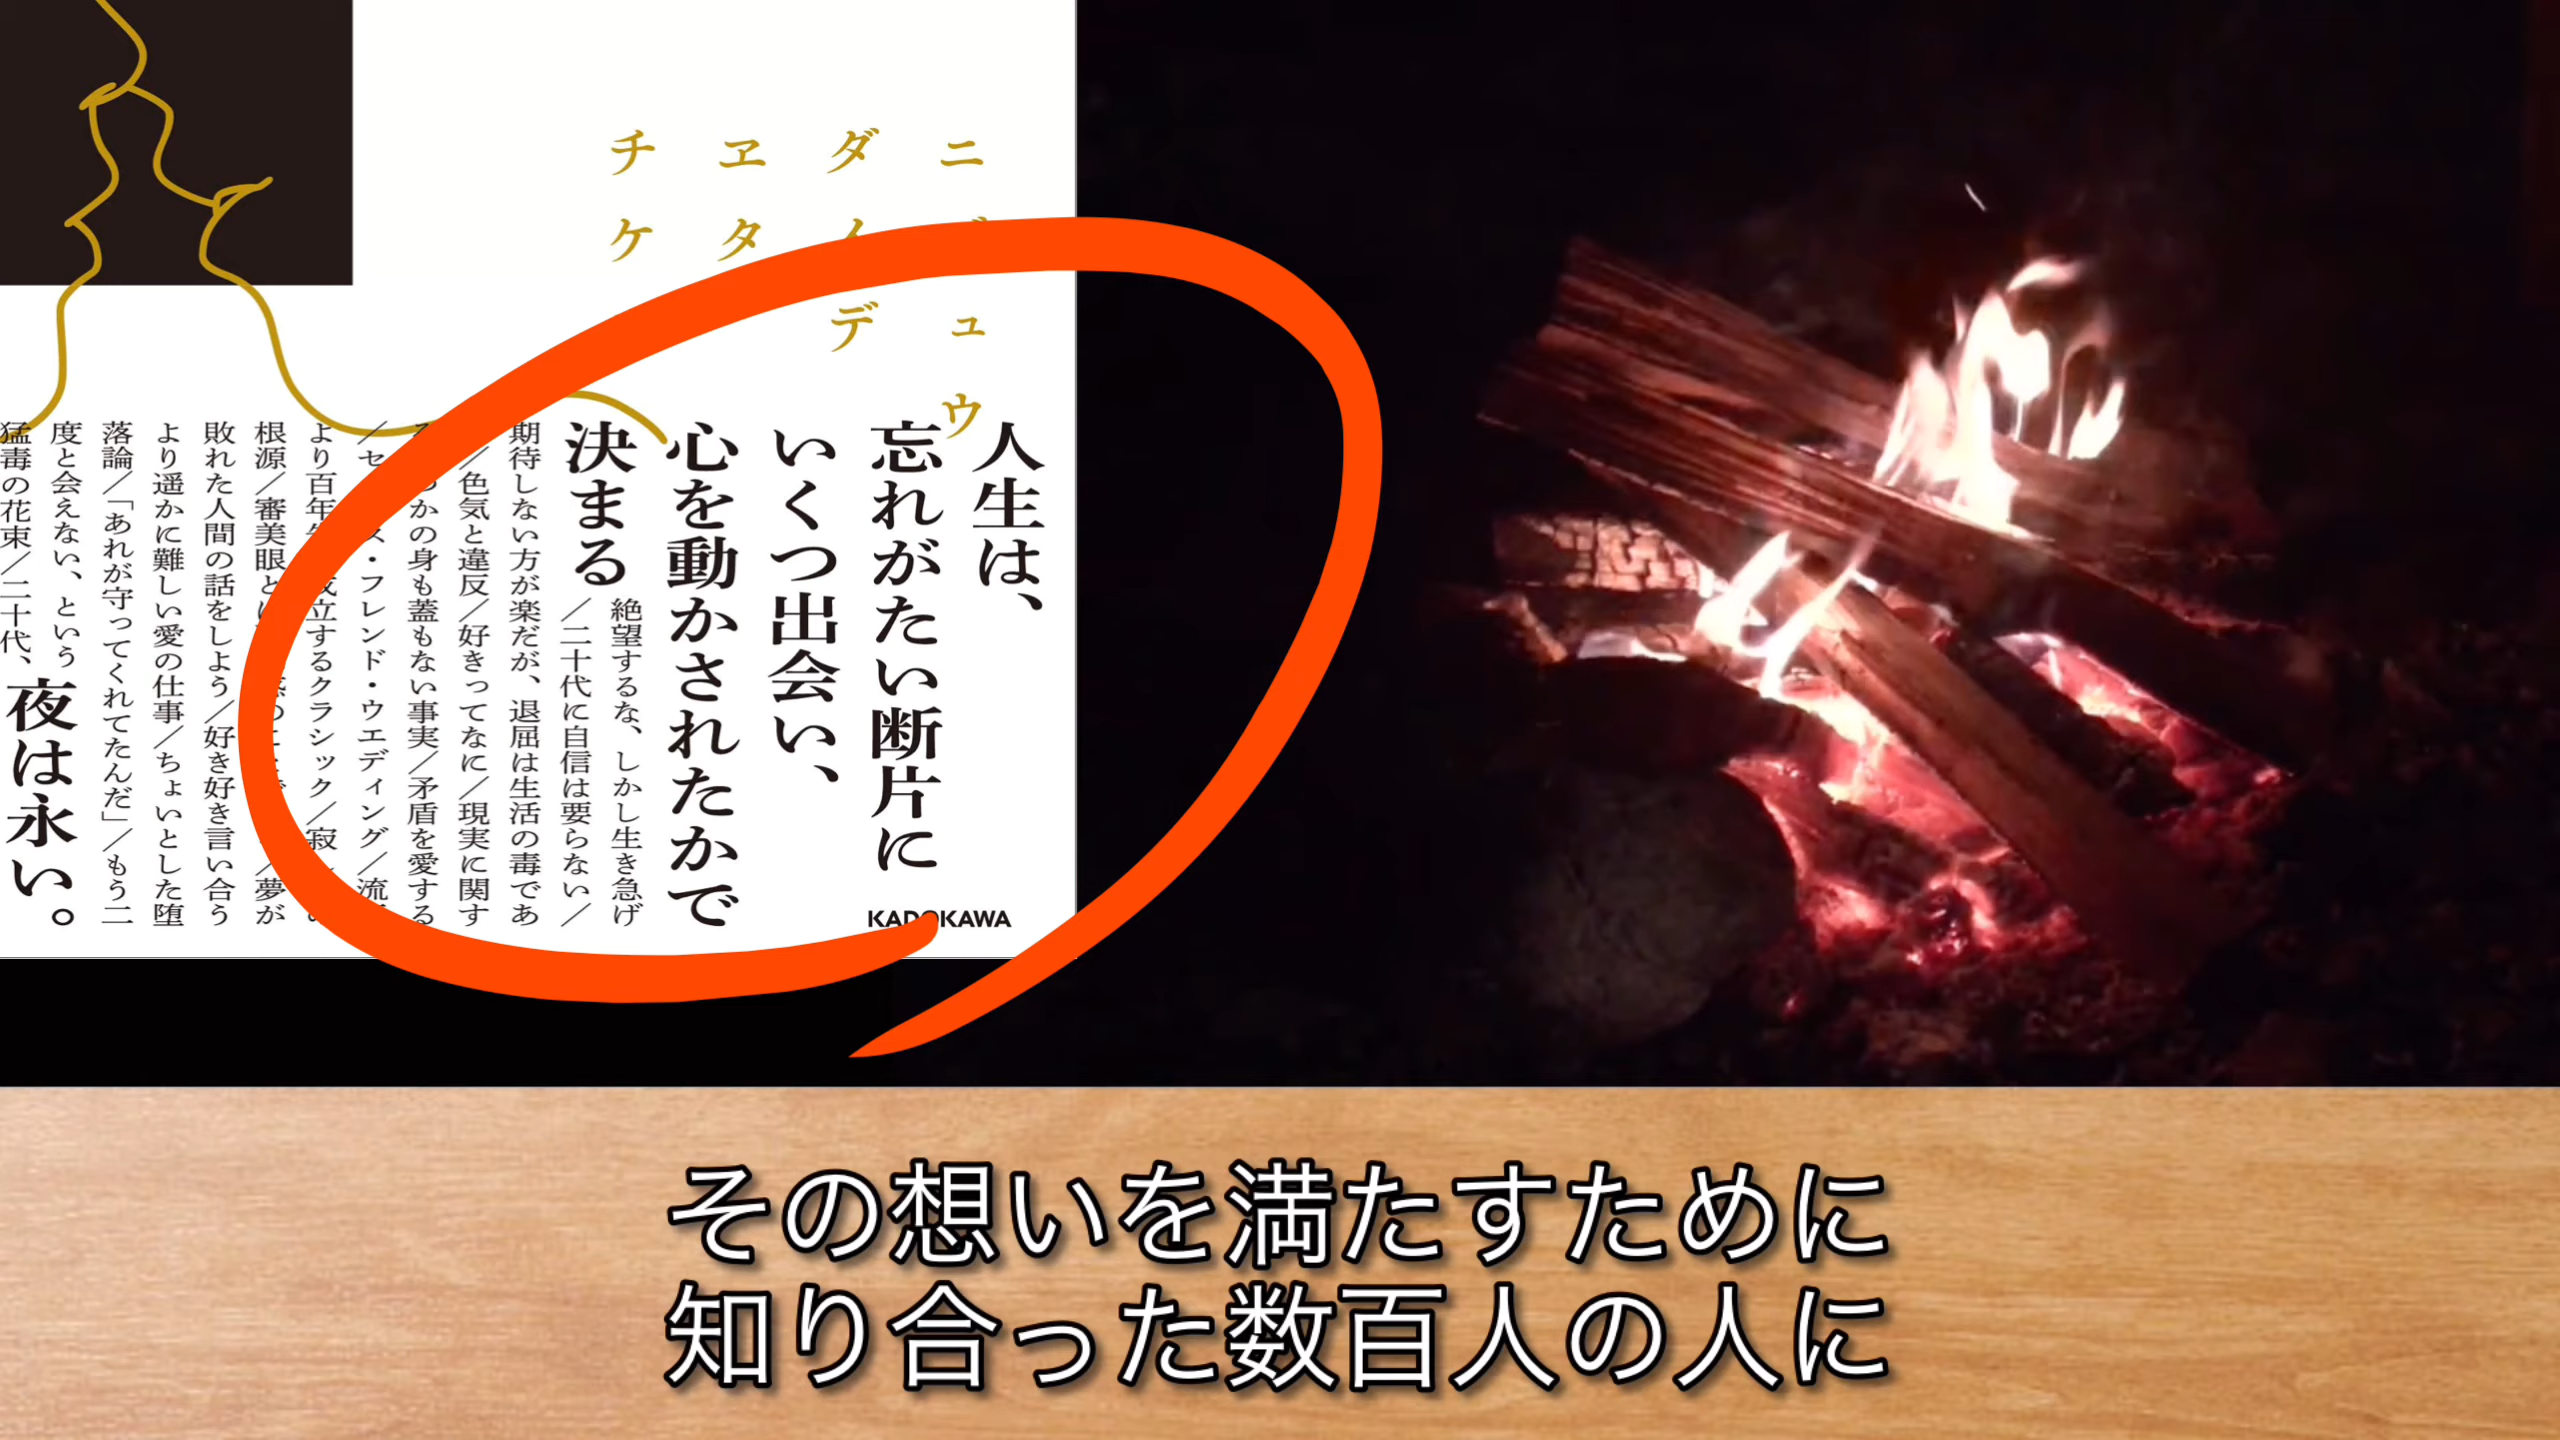 ニュウ
ダデ
ヱタ
チケ
人生は、
忘れがたい断片に
いくつ出会い、
心を動かされたかで
決まる
絶望するな、しかし生き急げ
/二十代に自信は要らない/
期待しない方が楽だが、退屈は生活の毒であ
/色気と違反/好きってなに/現実に関す
かの身も蓋もない事実/矛盾を愛する
/セス・フレンド・ウエディング/流
より百年立するクラシック/寂
根源/審美眼と/夢が
敗れた人間の話をしよう/好き好き言い合う
より遥かに難しい愛の仕事/ちょいとした堕
落論/「あれが守ってくれてたんだ」/もう二
度と会えない、という
猛毒の花束/二十代、
夜は永い。
KADOKAWA
その想いを満たすために
知り合った数百人の人に